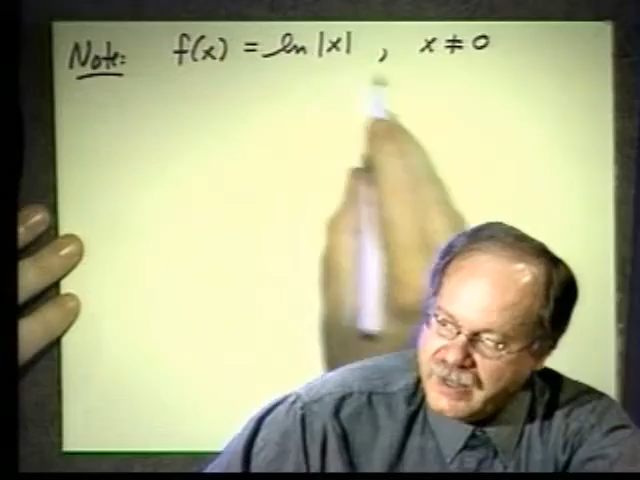 Note: f(x) = ln |x| , x ≠ 0